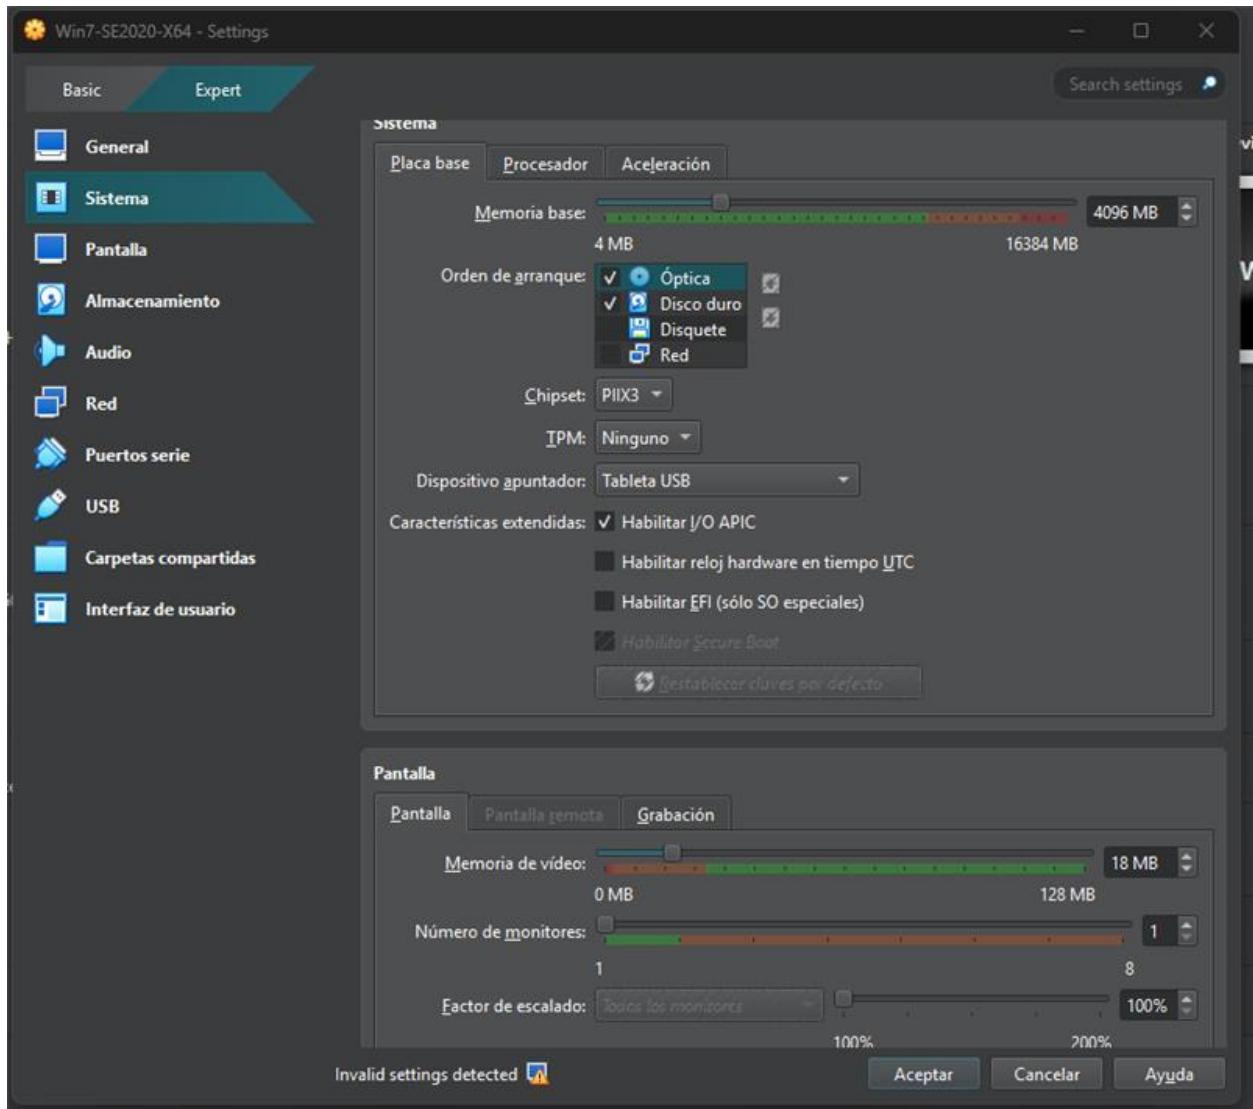 Win7-SE2020-X64 - Settings
Basic Expert Search settings
General
Sistema
Pantalla
Almacenamiento
Audio
Red
Puertos serie
USB
Carpetas compartidas
Interfaz de usuario
Sistema
Placa base Procesador Aceleración
Memoria base: 4096 MB
4 MB 16384 MB
Orden de arranque: Óptica
Disco duro
Disquete
Red
Chipset: PIIX3
TPM: Ninguno
Dispositivo apuntador: Tableta USB
Características extendidas: Habilitar I/O APIC
Habilitar reloj hardware en tiempo UTC
Habilitar EFI (sólo SO especiales)
Habilitar Secure Boot
Restablecer claves por defecto
Pantalla
Pantalla Pantalla remota Grabación
Memoria de vídeo: 18 MB
0 MB 128 MB
Número de monitores: 1
1 8
Factor de escalado: Todos los monitores 100%
100% 200%
Invalid settings detected Aceptar Cancelar Ayuda